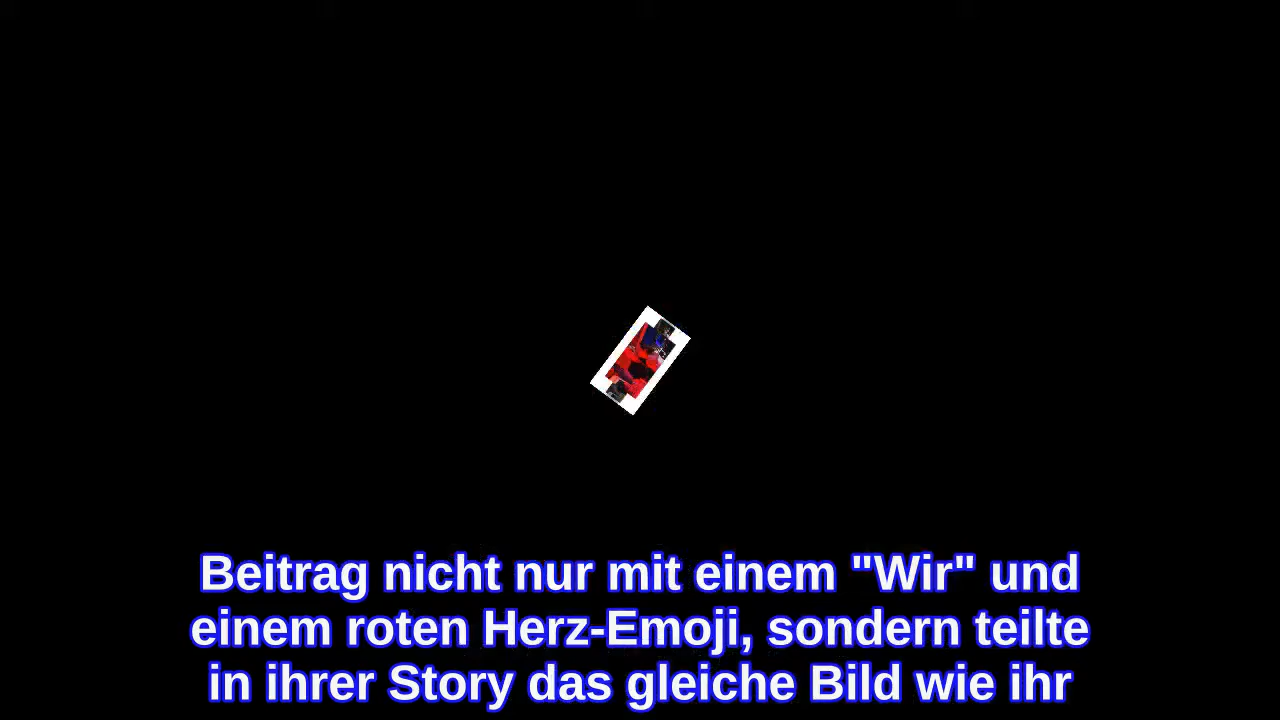 Beitrag nicht nur mit einem "Wir" und
einem roten Herz-Emoji, sondern teilte
in ihrer Story das gleiche Bild wie ihr